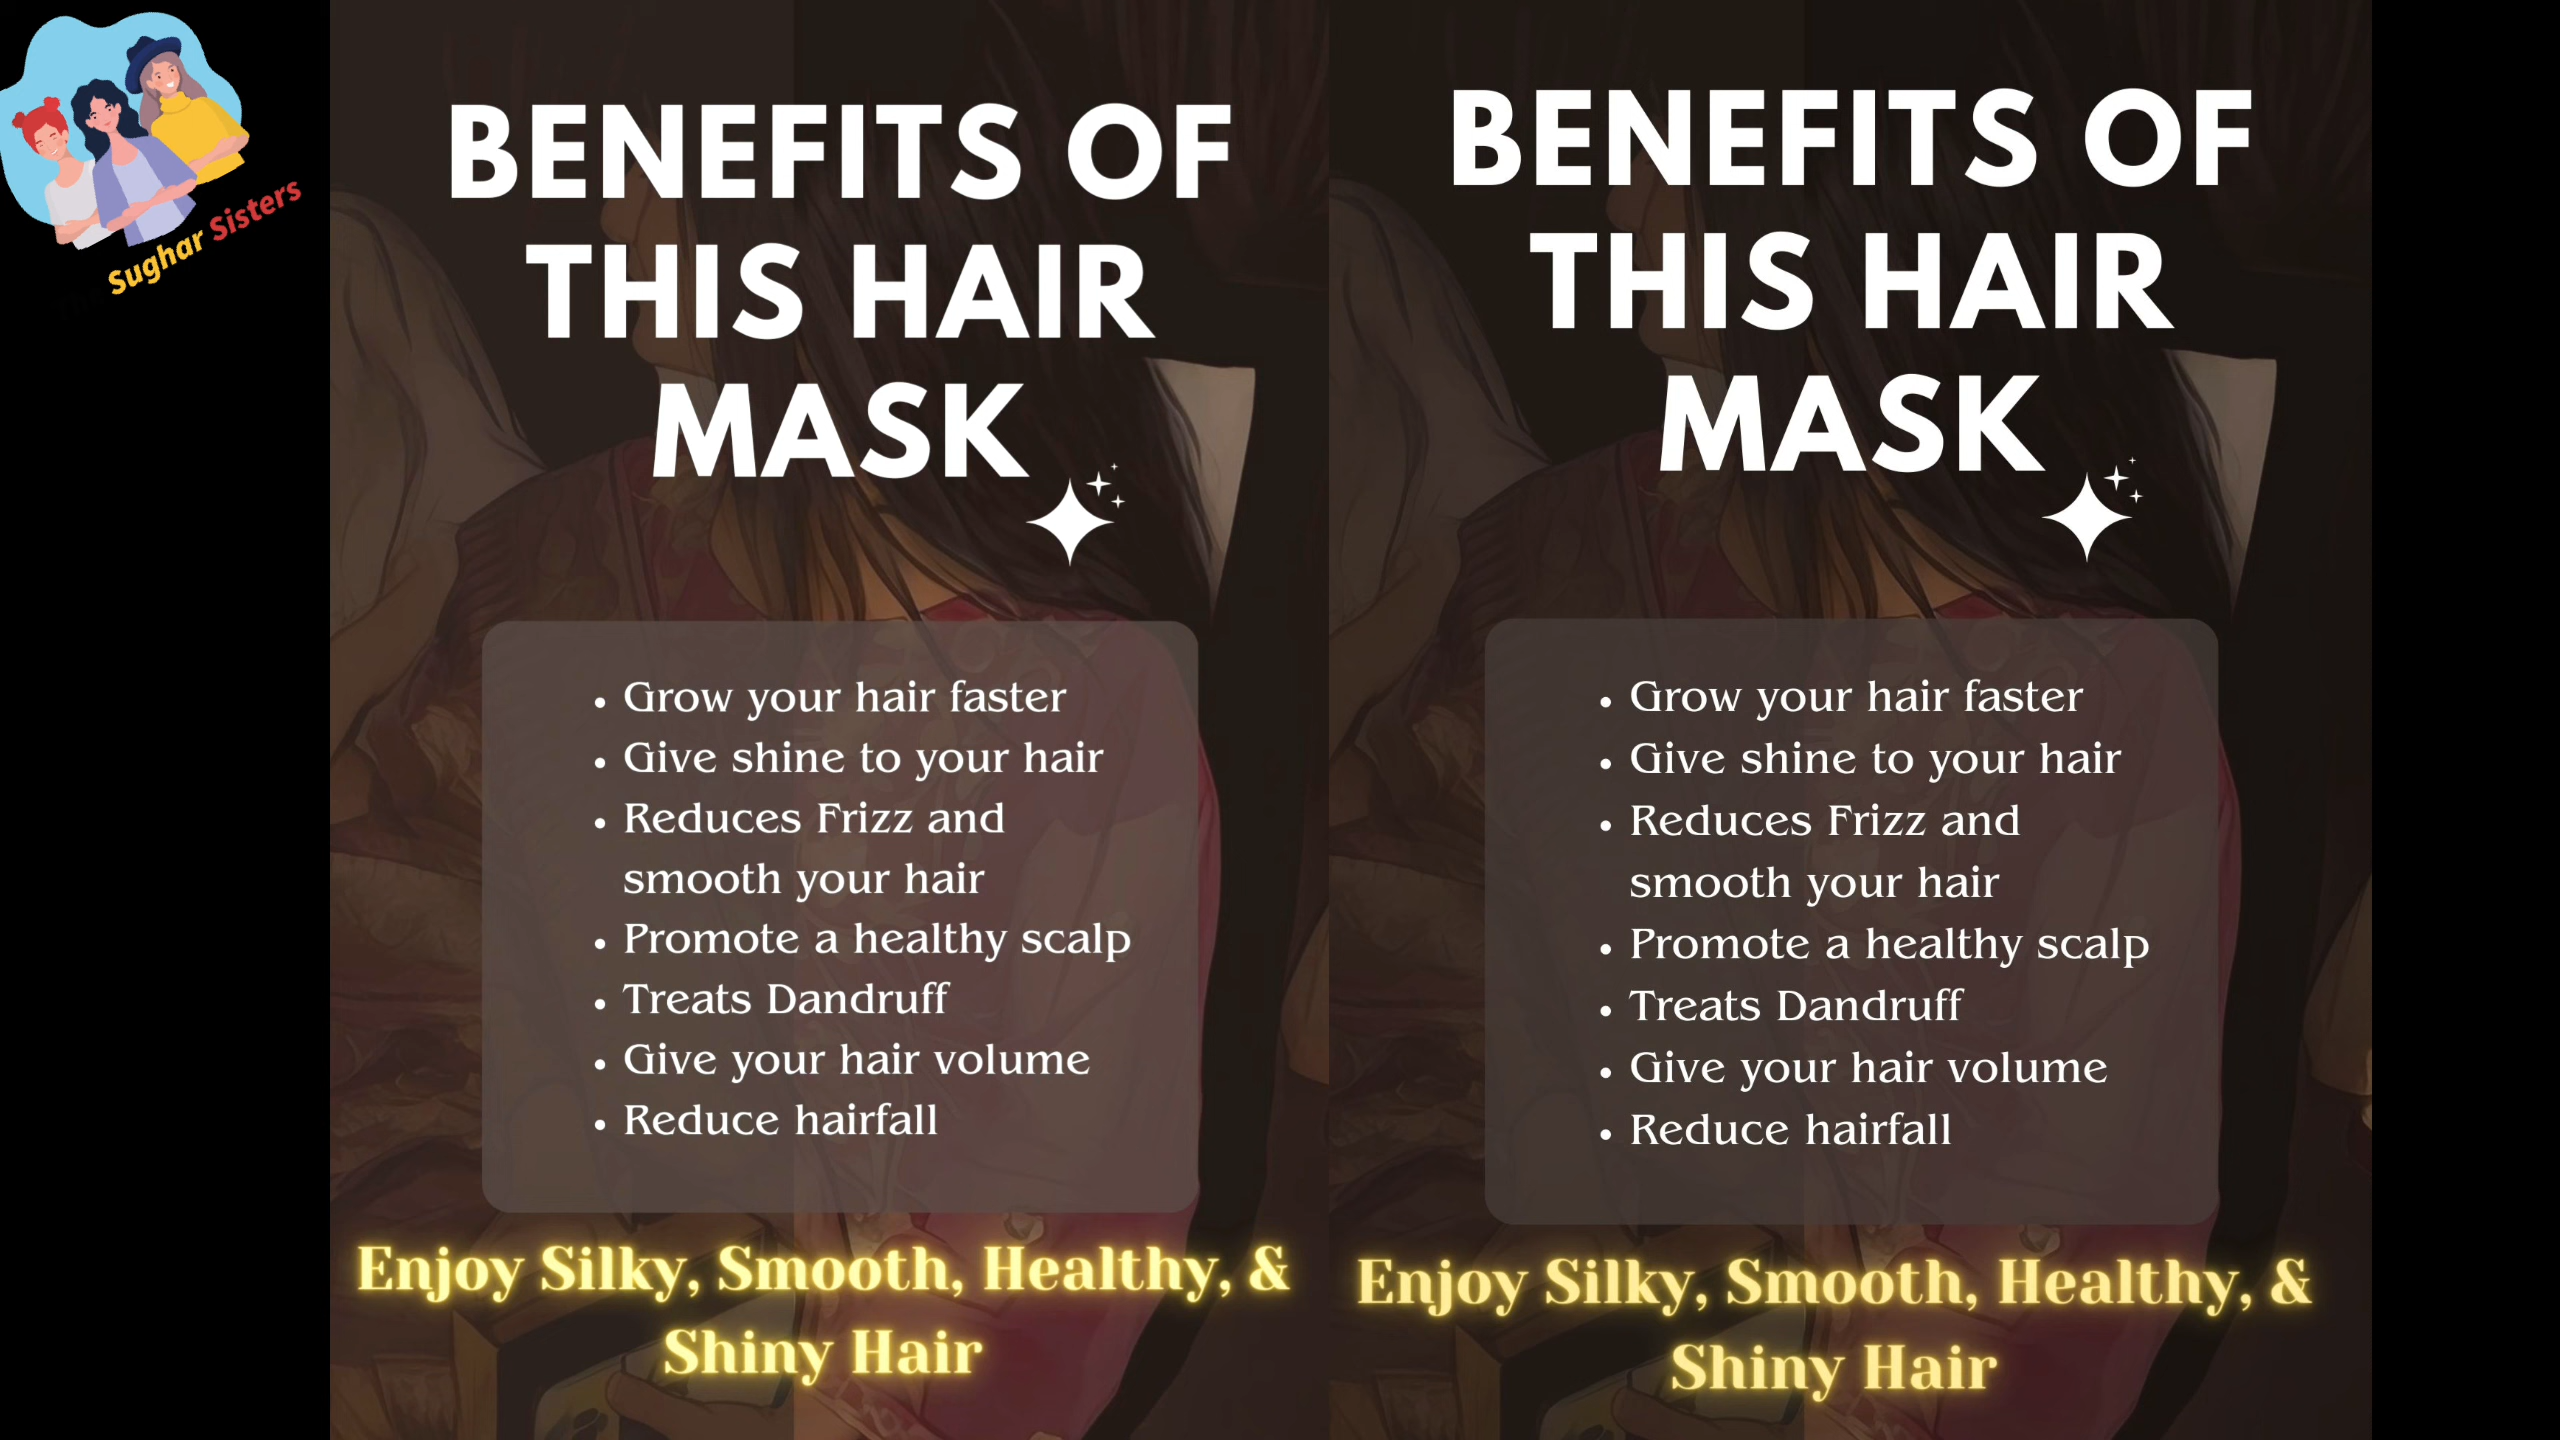 Sughar Sisters
BENEFITS OF
THIS HAIR
MASK
• Grow your hair faster
• Give shine to your hair
• Reduces Frizz and
smooth your hair
• Promote a healthy scalp
• Treats Dandruff
• Give your hair volume
• Reduce hairfall
Enjoy Silky, Smooth, Healthy, &
Shiny Hair
BENEFITS OF
THIS HAIR
MASK
• Grow your hair faster
• Give shine to your hair
• Reduces Frizz and
smooth your hair
• Promote a healthy scalp
• Treats Dandruff
• Give your hair volume
• Reduce hairfall
Enjoy Silky, Smooth, Healthy, &
Shiny Hair